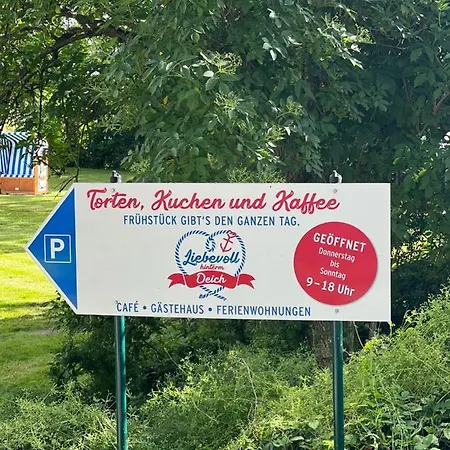 Torten, Kuchen und Kaffee
FRÜHSTÜCK GIBT'S DEN GANZEN TAG.
P
Liebevoll
hinterm
Deich
GEÖFFNET
Donnerstag
bis
Sonntag
9-18 Uhr
CAFÉ • GÄSTEHAUS • FERIENWOHNUNGEN